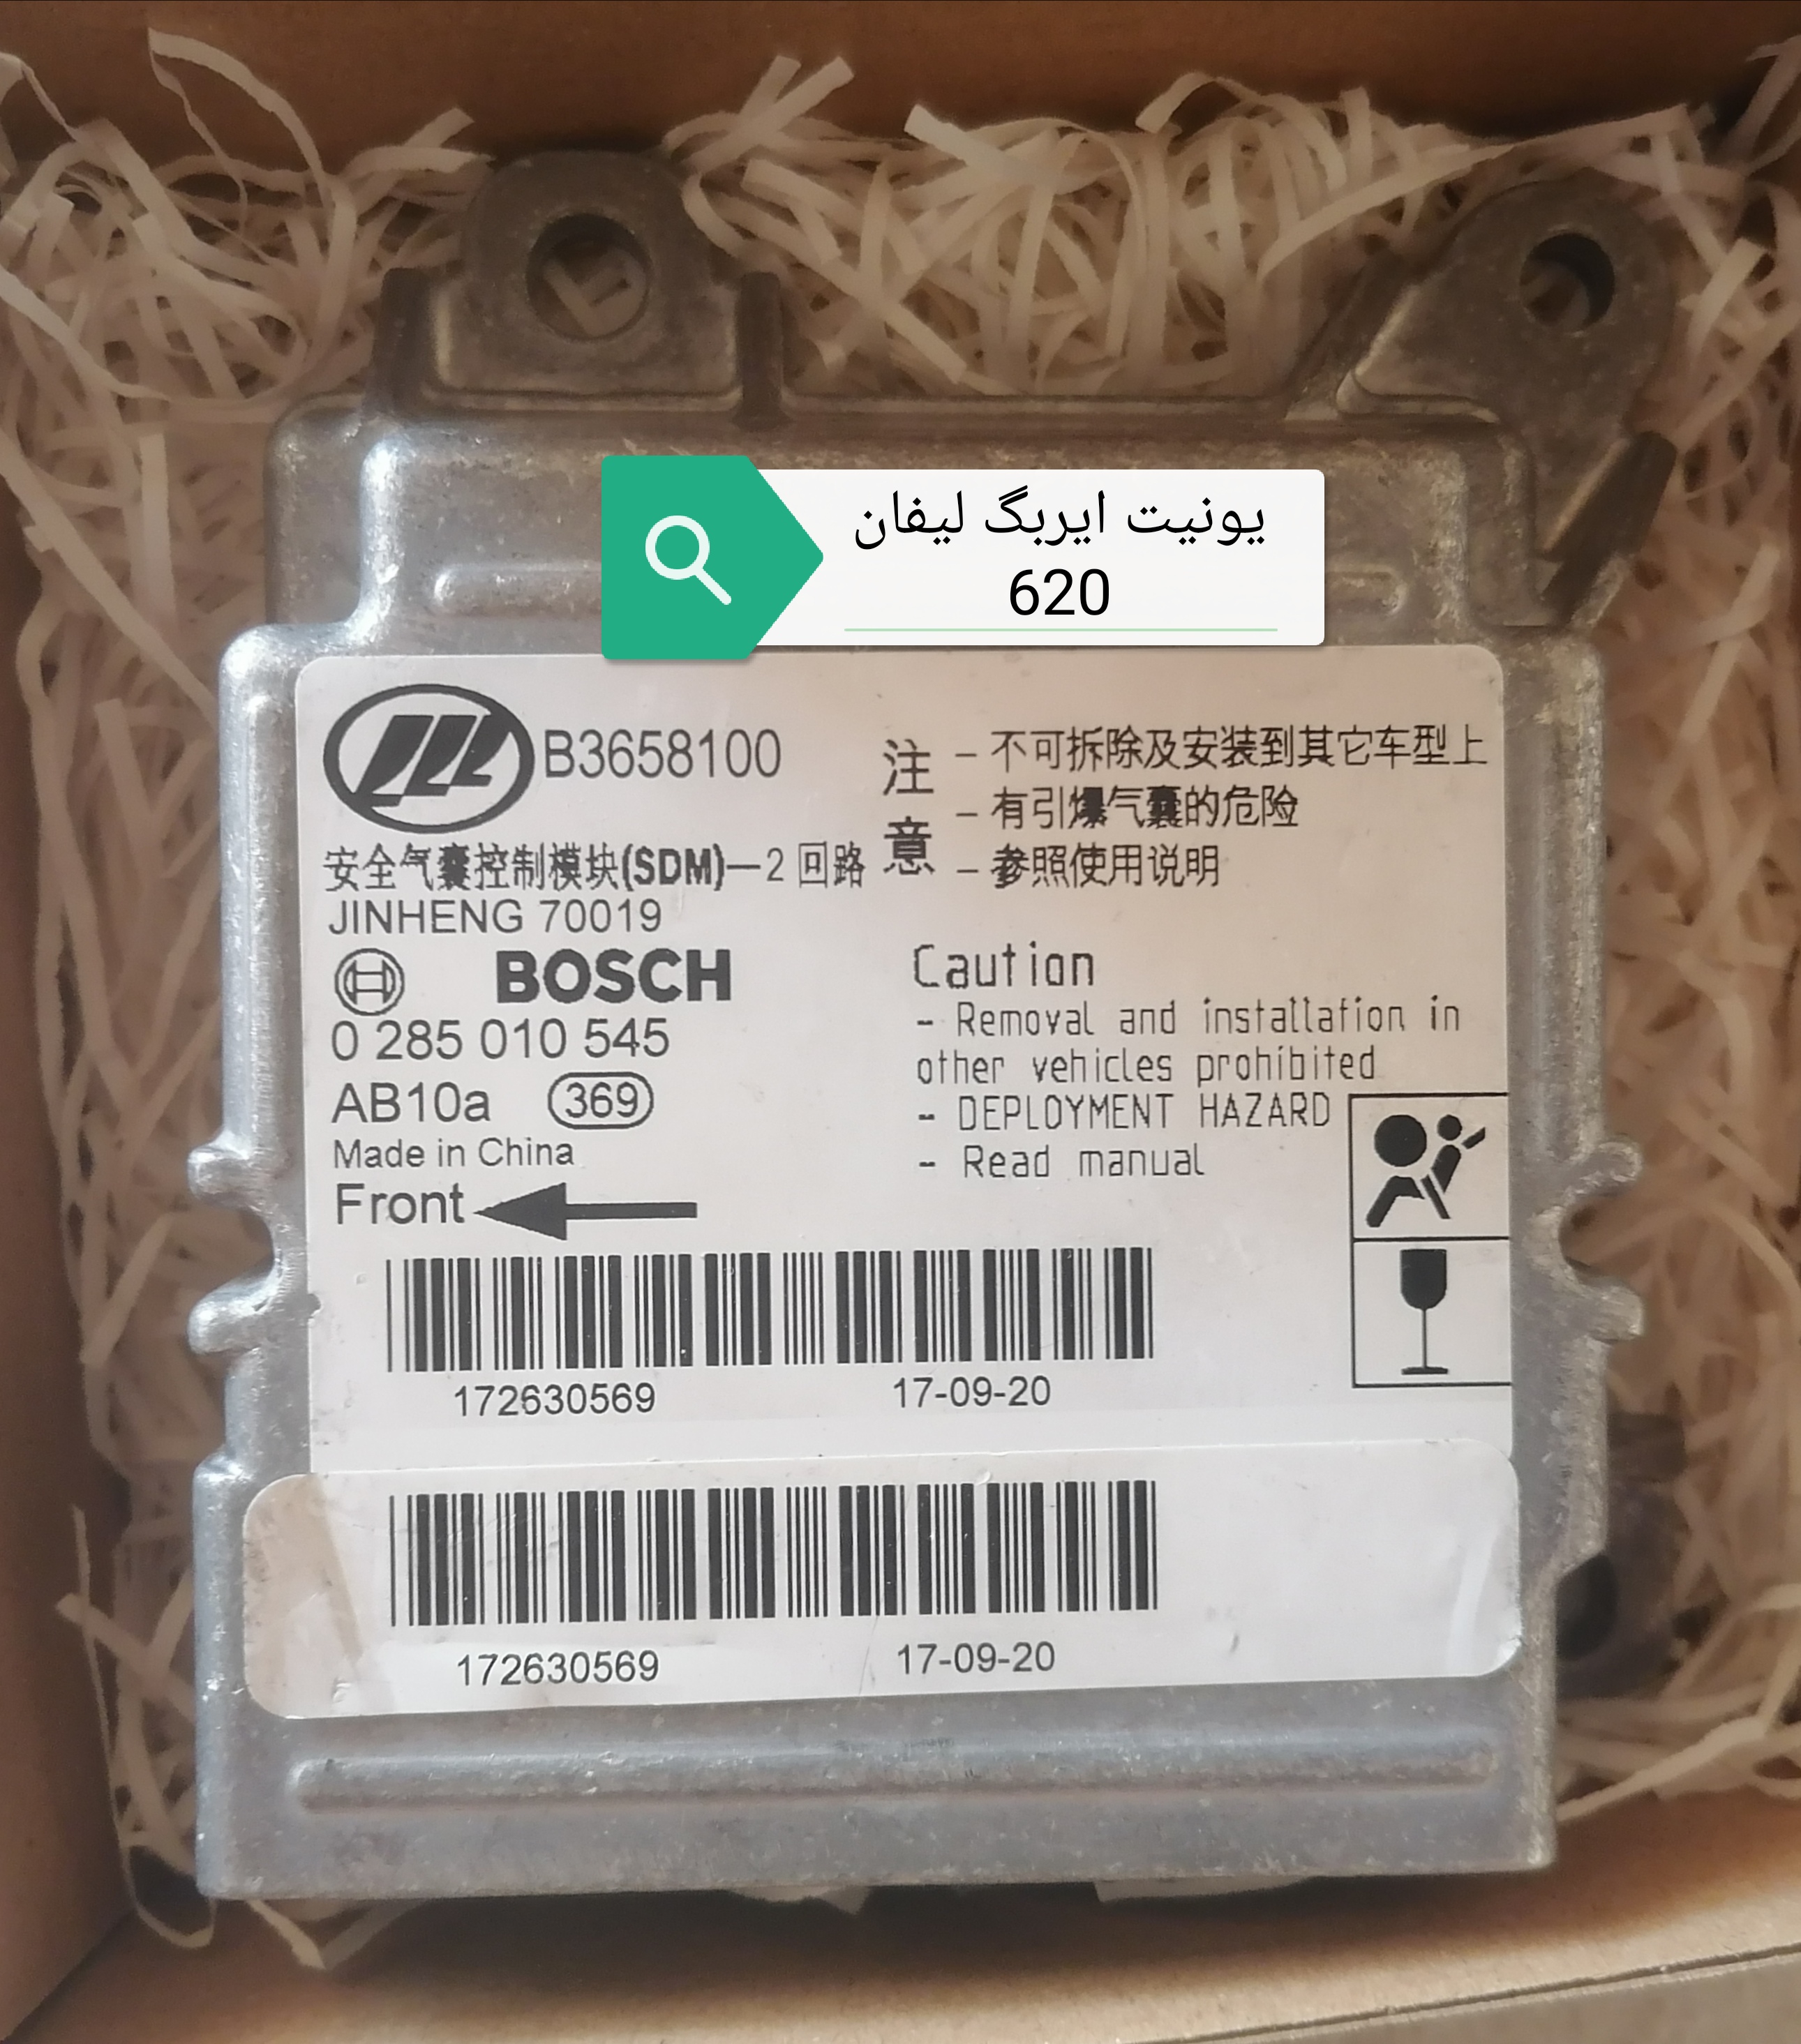 یونیت ایربگ لیفان
620
B3658100
安全气囊控制模块(SDM)—2 回路
JINHENG 70019
BOSCH
0 285 010 545
AB10a 369
Made in China
Front
注意
- 不可拆除及安装到其它车型上
- 有引爆气囊的危险
- 参照使用说明
Caution
- Removal and installation in
other vehicles prohibited
- DEPLOYMENT HAZARD
- Read manual
172630569 17-09-20
172630569 17-09-20